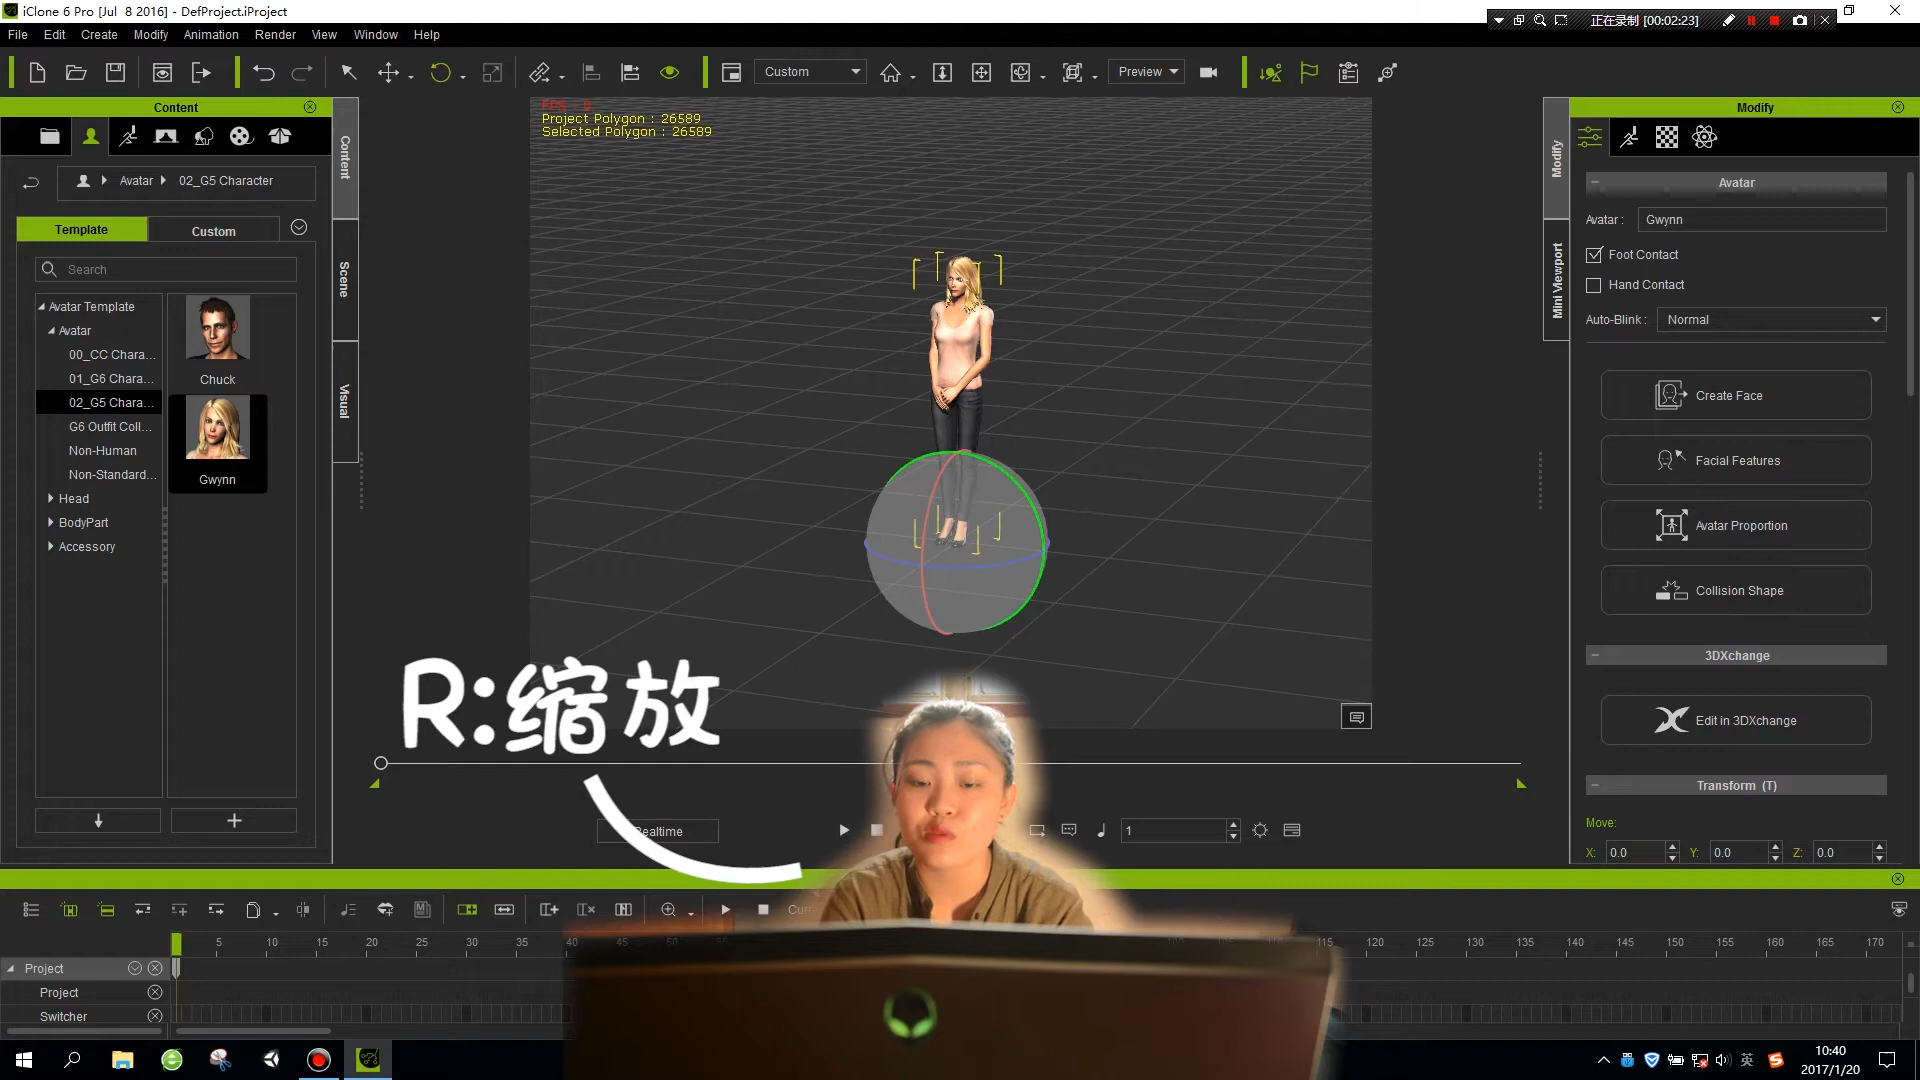 iClone 6 Pro [Jul  8 2016] - DefProject.iProject
正在录制 [00:02:23]
File Edit Create Modify Animation Render View Window Help
Custom
Preview
Content
Avatar 02_G5 Character
Template Custom
Search
Avatar Template
Avatar
00_CC Chara...
01_G6 Chara...
02_G5 Chara...
G6 Outfit Coll...
Non-Human
Non-Standard...
Head
BodyPart
Accessory
Chuck
Gwynn
Content
Scene
Visual
FPS : 0
Project Polygon : 26589
Selected Polygon : 26589
R:缩放
Realtime
1
Modify
Mini Viewport
Modify
Avatar
Avatar : Gwynn
Foot Contact
Hand Contact
Auto-Blink : Normal
Create Face
Facial Features
Avatar Proportion
Collision Shape
3DXchange
Edit in 3DXchange
Transform (T)
Move:
X: 0.0 Y: 0.0 Z: 0.0
5 10 15 20 25 30 35 40 45 50 115 120 125 130 135 140 145 150 155 160 165 170
Project
Project
Switcher
英
10:40
2017/1/20